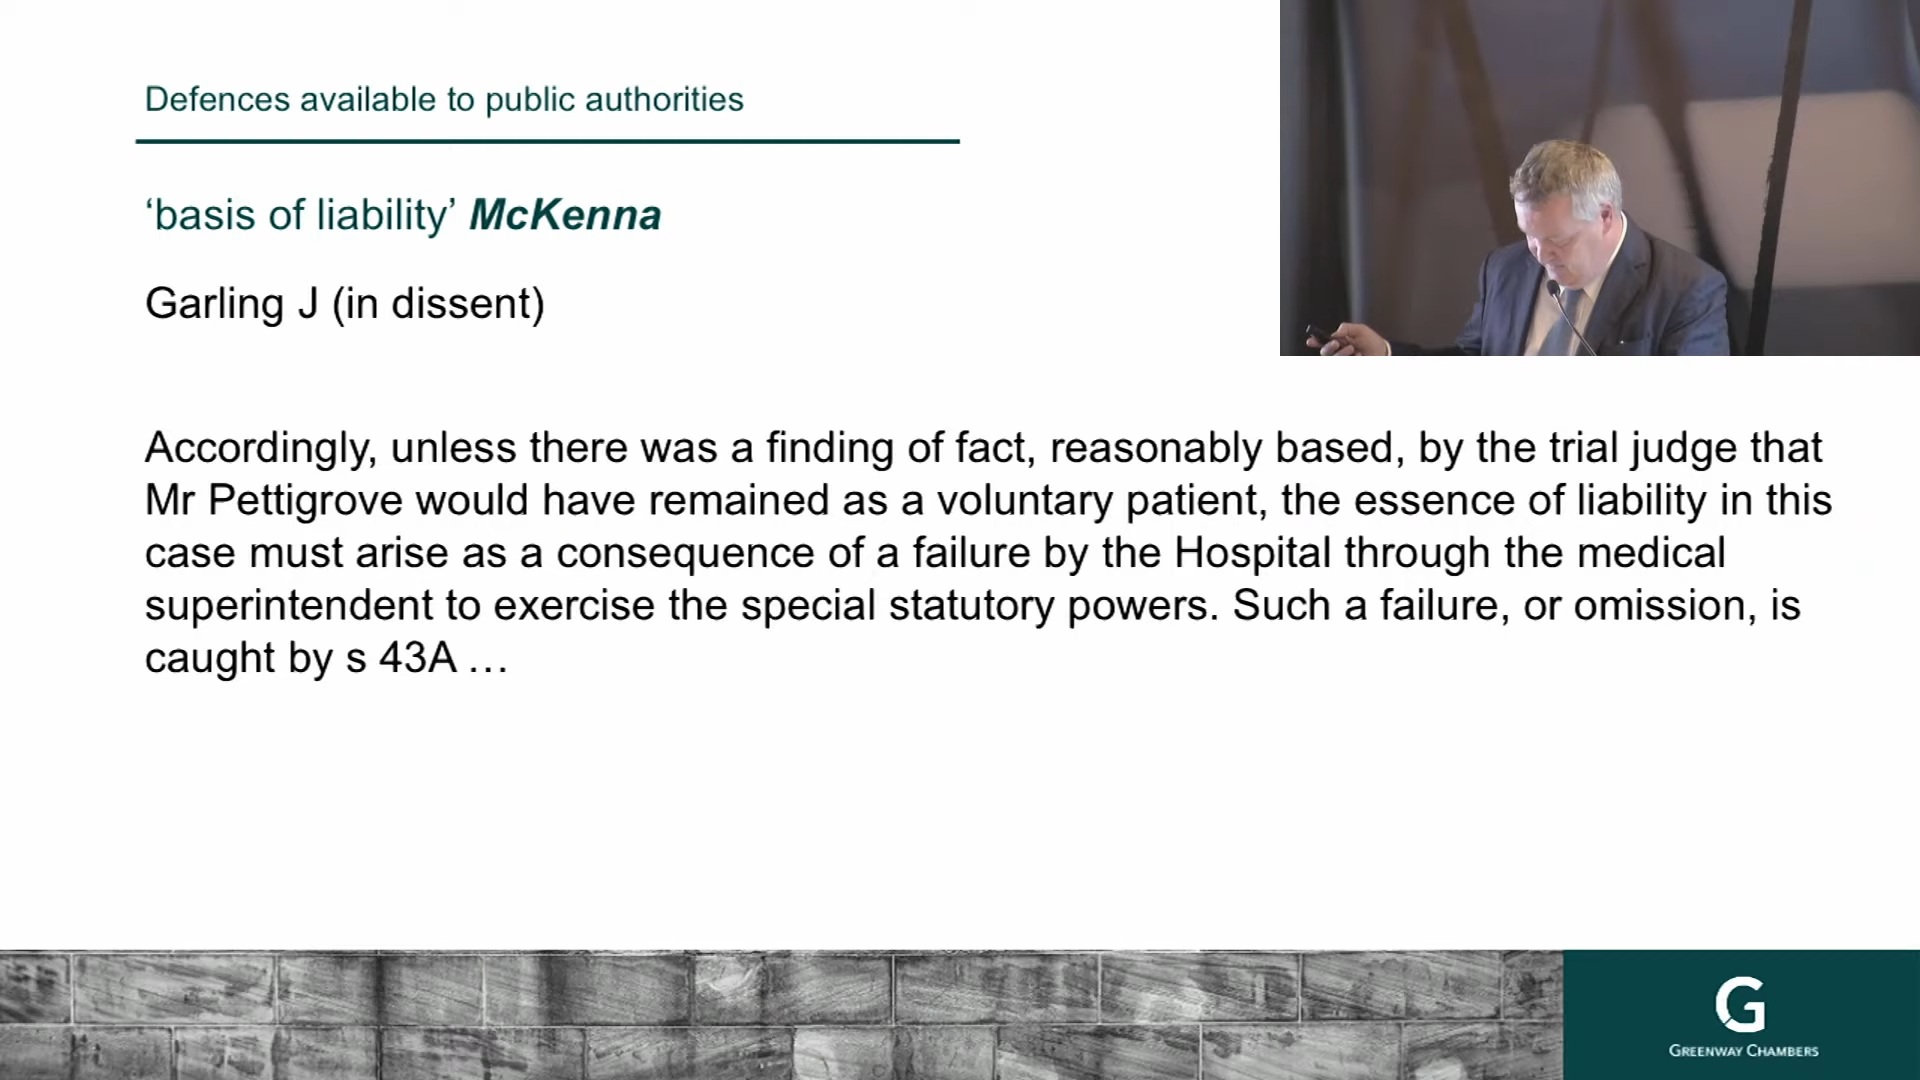 Defences available to public authorities
‘basis of liability’ McKenna
Garling J (in dissent)
Accordingly, unless there was a finding of fact, reasonably based, by the trial judge that
Mr Pettigrove would have remained as a voluntary patient, the essence of liability in this
case must arise as a consequence of a failure by the Hospital through the medical
superintendent to exercise the special statutory powers. Such a failure, or omission, is
caught by s 43A …
G
GREENWAY CHAMBERS